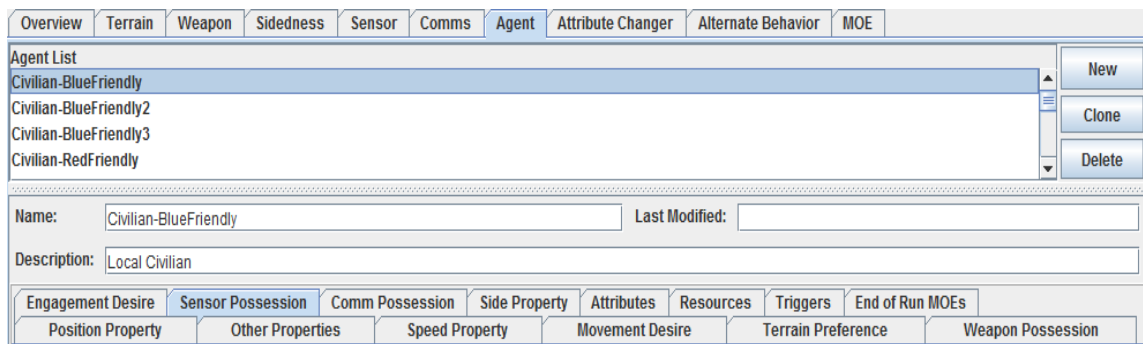 Overview Terrain Weapon Sidedness Sensor Comms Agent Attribute Changer Alternate Behavior MOE
Agent List
Civilian-BlueFriendly
Civilian-BlueFriendly2
Civilian-BlueFriendly3
Civilian-RedFriendly
New
Clone
Delete
Name: Civilian-BlueFriendly Last Modified:
Description: Local Civilian
Engagement Desire Sensor Possession Comm Possession Side Property Attributes Resources Triggers End of Run MOEs
Position Property Other Properties Speed Property Movement Desire Terrain Preference Weapon Possession